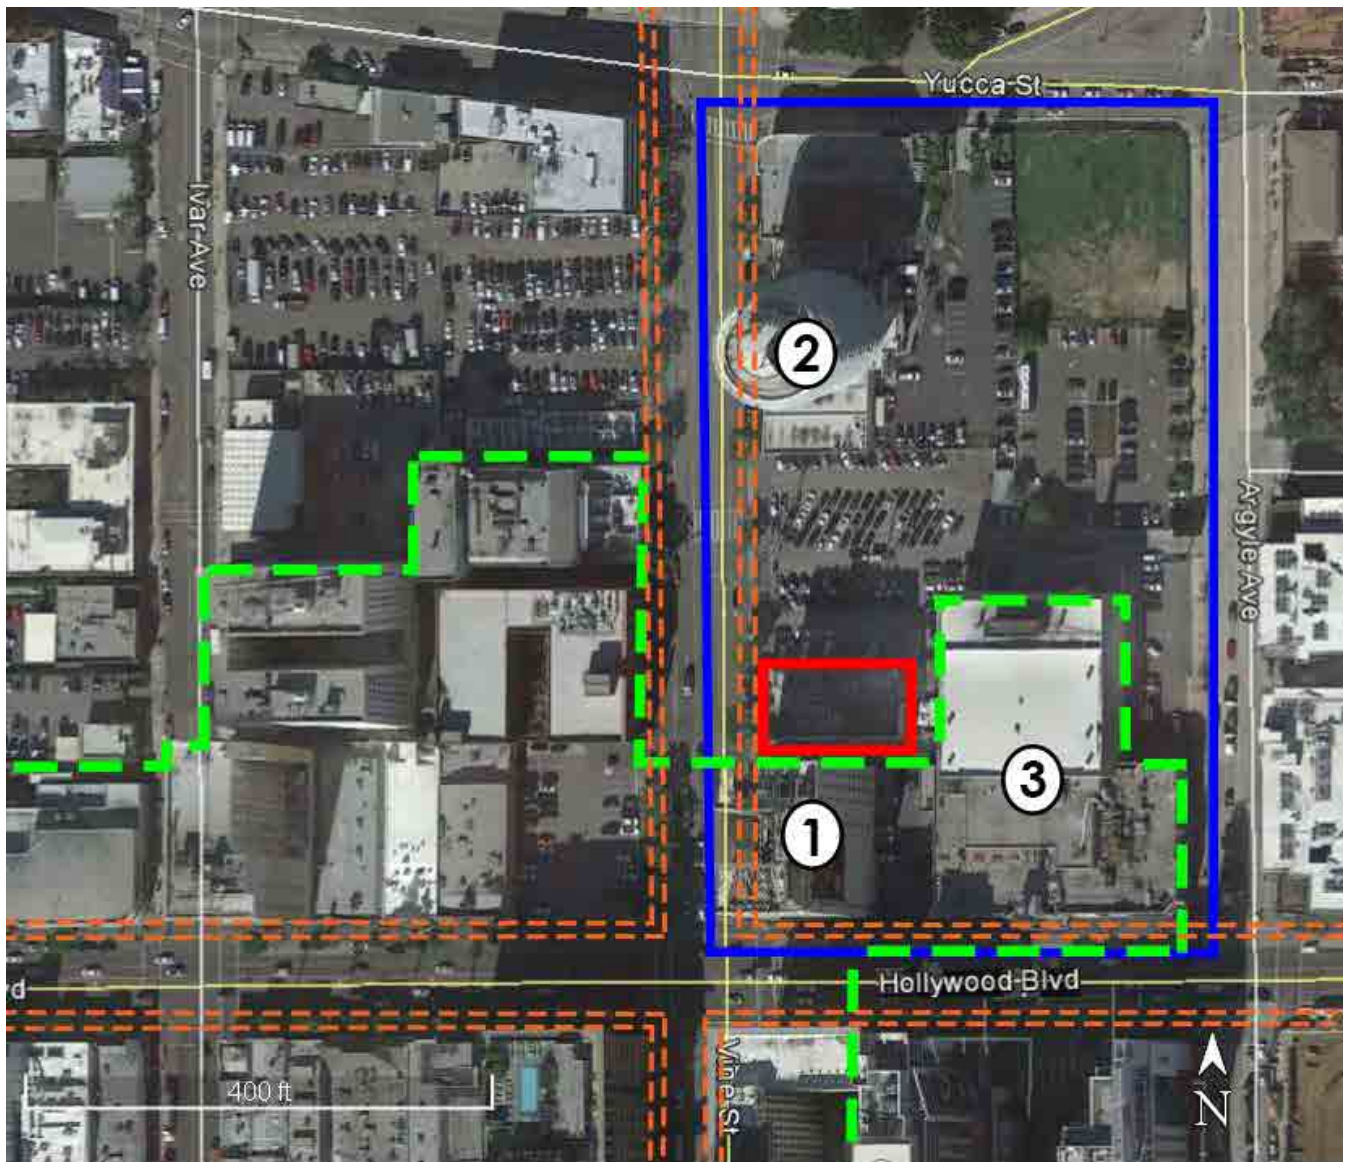 Yucca St
Ivar Ave
2
Argyle Ave
3
1
vd
Hollywood Blvd
400 ft
Vine St
N